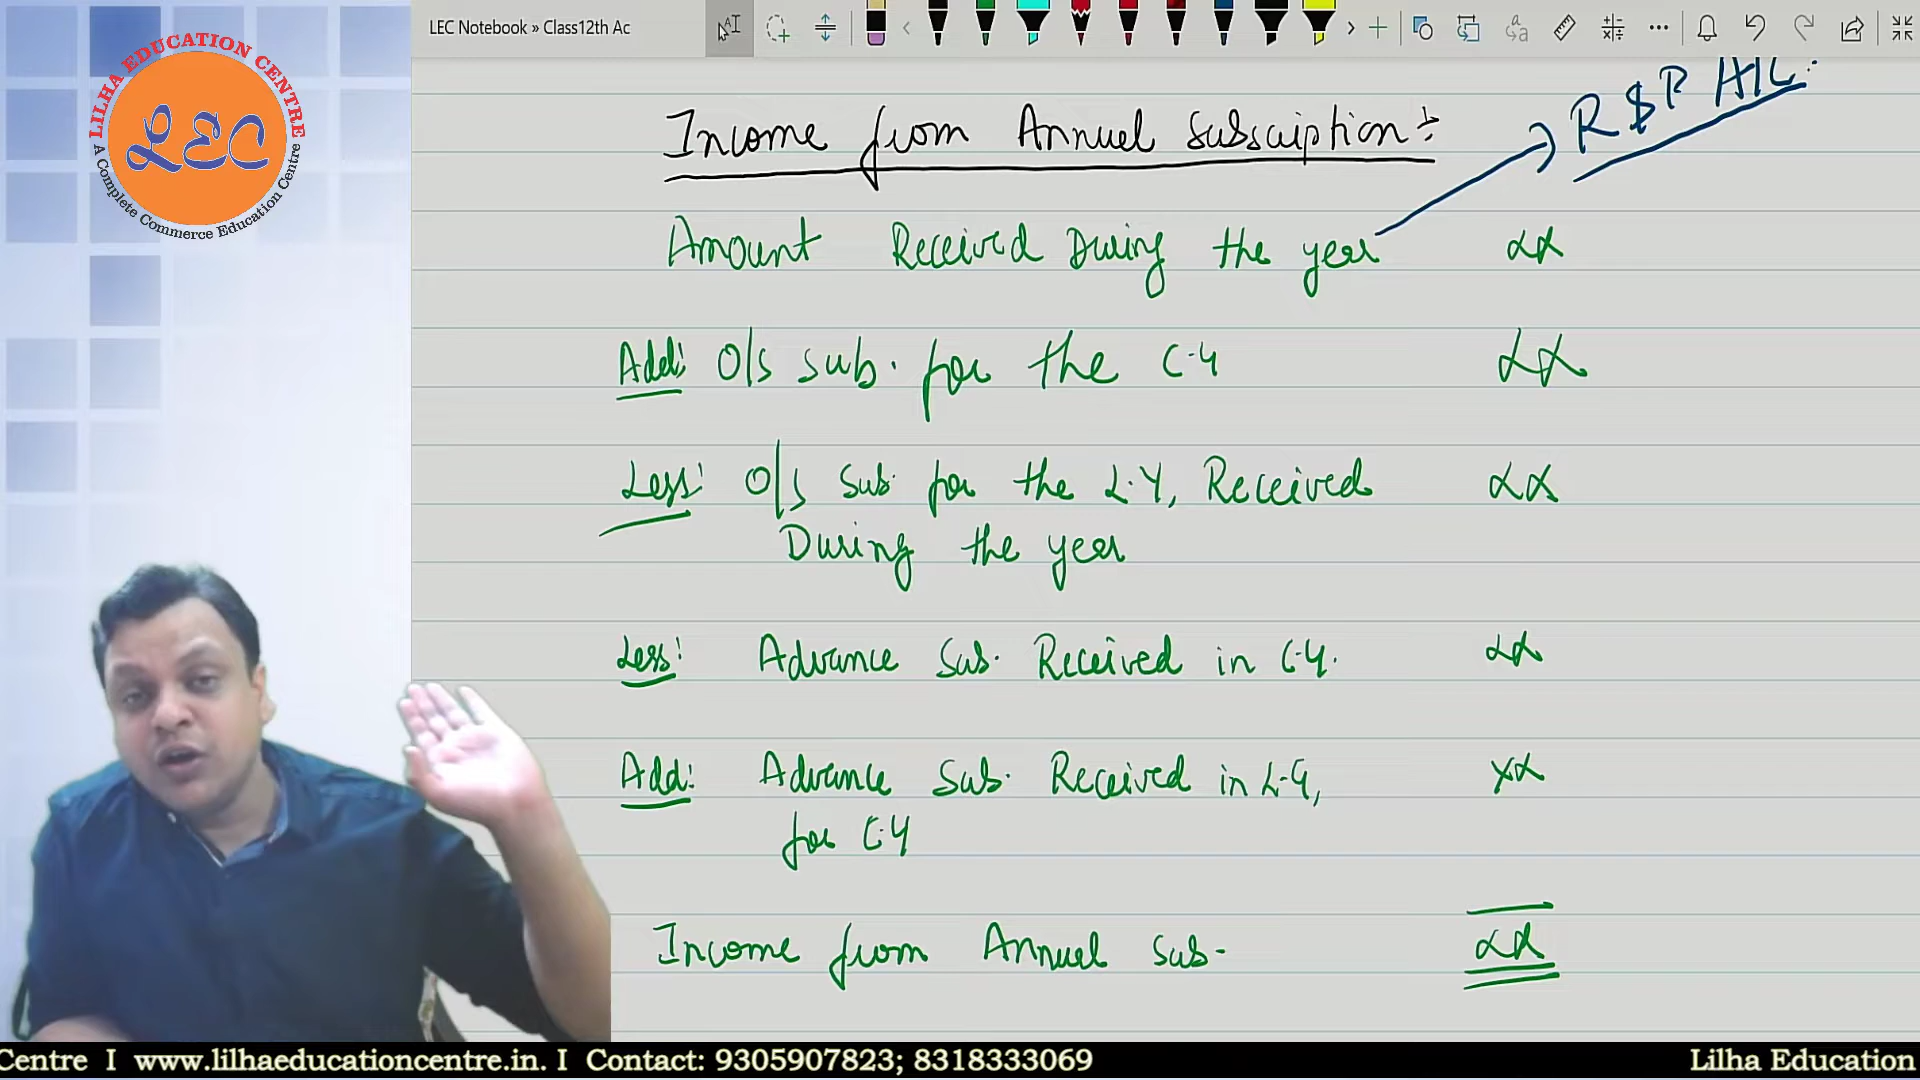 LEC Notebook » Class12th Ac
LILHA EDUCATION CENTRE
LEC
A Complete Commerce Education Centre
R & P A/C:
Income from Annual Subscription:
Amount Received During the year xx
Add: O/s sub. for the C.Y xx
Less: O/s Sub. for the L.Y, Received xx
During the year
Less: Advance Sub. Received in C.Y. xx
Add: Advance Sub. Received in L.Y, xx
for C.Y
Income from Annual Sub. xx
Centre I www.lilhaeducationcentre.in. I Contact: 9305907823; 8318333069 Lilha Education